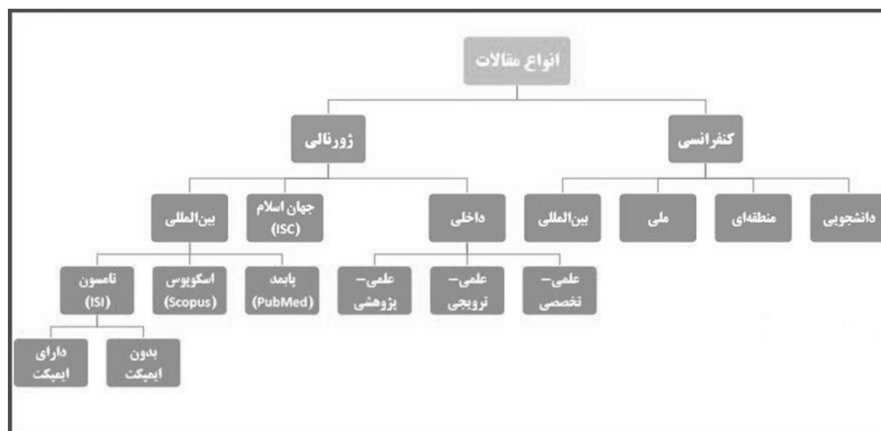 انواع مقالات
کنفرانسی
ژورنالی
دانشجویی
منطقه‌ای
ملی
بین‌المللی
داخلی
جهان اسلام
(ISC)
بین‌المللی
علمی–
تخصصی
علمی–
ترویجی
علمی–
پژوهشی
پابمد
(PubMed)
اسکوپوس
(Scopus)
تامسون
(ISI)
بدون
ایمپکت
دارای
ایمپکت